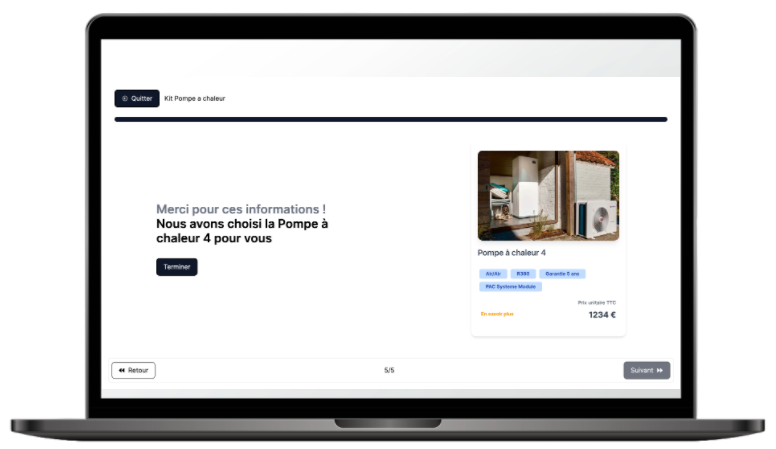 Quitter
Kit Pompe a chaleur
Merci pour ces informations !
Nous avons choisi la Pompe à
chaleur 4 pour vous
Terminer
Pompe à chaleur 4
Air/Air
R380
Garantie 5 ans
PAC Systeme Module
Prix unitaire TTC
En savoir plus
1234 €
Retour
5/5
Suivant